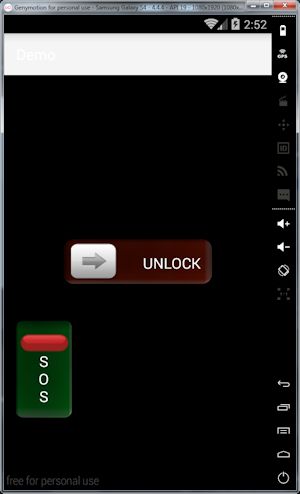 Genymotion for personal use - Samsung Galaxy S4 - 4.4.4 - API 19 - 1080x1920 (1080x...
2:52
Demo
GPS
UNLOCK
S
O
S
free for personal use